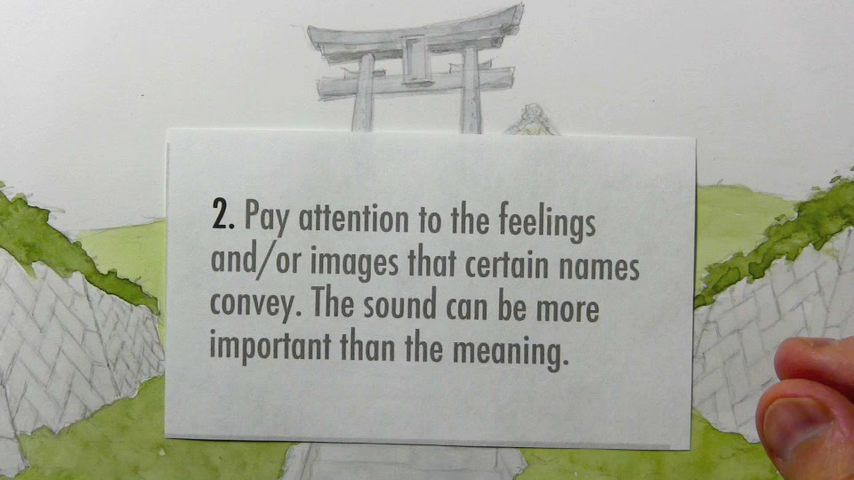 2. Pay attention to the feelings
and/or images that certain names
convey. The sound can be more
important than the meaning.